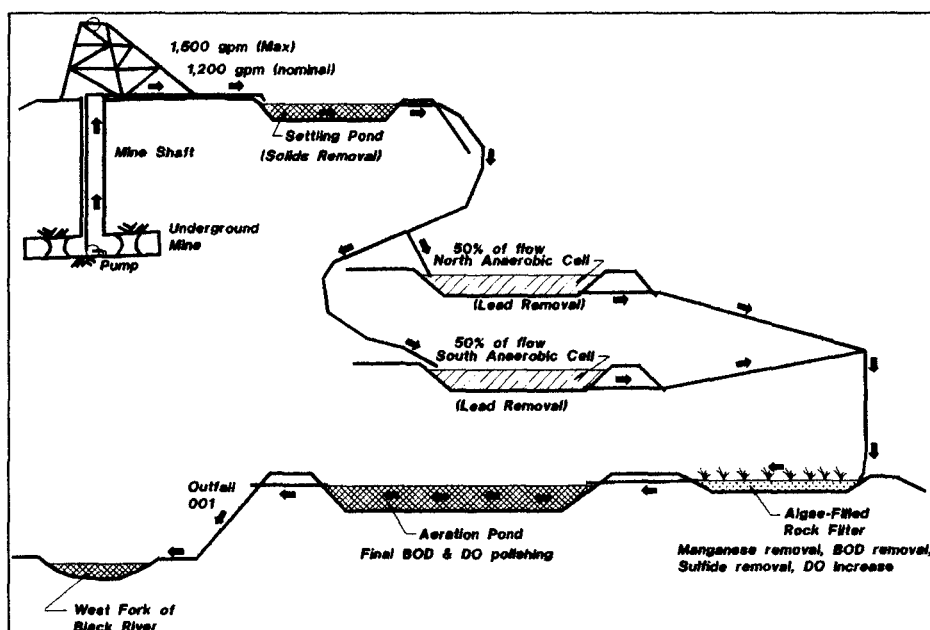 1,500 gpm (Max)
1,200 gpm (nominal)
Settling Pond
(Solids Removal)
Mine Shaft
Underground
Mine
Pump
50% of flow
North Anaerobic Cell
(Lead Removal)
50% of flow
South Anaerobic Cell
(Lead Removal)
Outfall
001
Aeration Pond
Final BOD & DO polishing
Algae-Filled
Rock Filter
Manganese removal, BOD removal,
Sulfide removal, DO increase
West Fork of
Black River